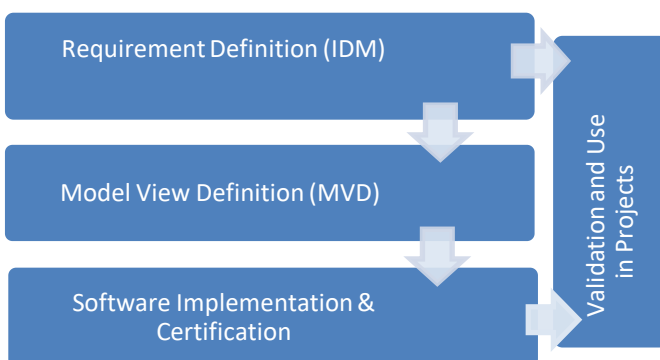 Requirement Definition (IDM)
Model View Definition (MVD)
Software Implementation &
Certification
Validation and Use
in Projects